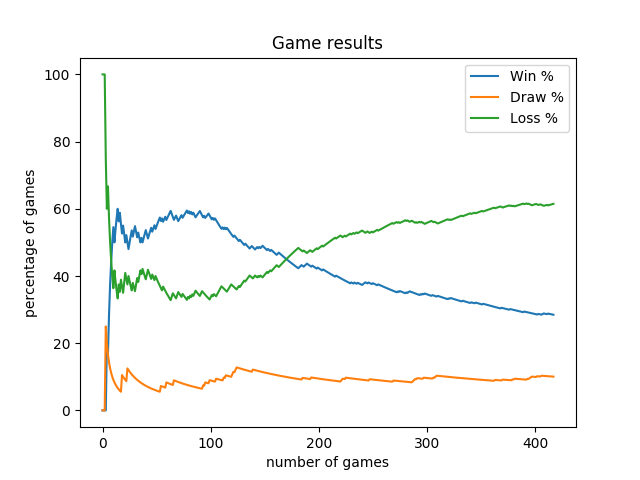 Game results
Win %
Draw %
Loss %
percentage of games
100
80
60
40
20
0
0 100 200 300 400
number of games